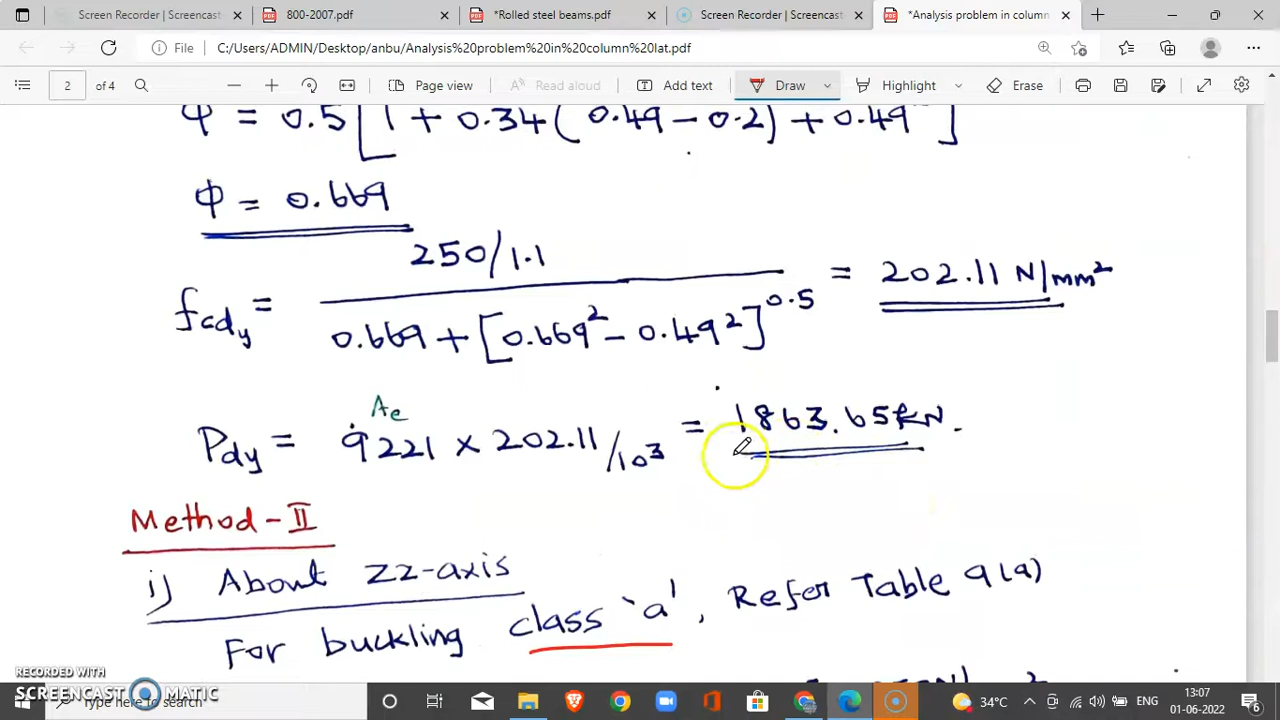 Screen Recorder | Screencast
800-2007.pdf
*Rolled steel beams.pdf
Screen Recorder | Screencast
*Analysis problem in column
File C:/Users/ADMIN/Desktop/anbu/Analysis%20problem%20in%20column%20lat.pdf
2 of 4 Page view Read aloud Add text Draw Highlight Erase
φ = 0.5 [ 1 + 0.34 ( 0.49 - 0.2 ) + 0.49² ]
φ = 0.669
250/1.1
fcdy = = 202.11 N/mm²
0.669 + [0.669² - 0.49²]^0.5
Ae
Pdy = 9221 × 202.11/10³ = 1863.65kN.
Method - II
i) About ZZ-axis
For buckling class 'a', Refer Table 9(a)
RECORDED WITH
SCREENCAST MATIC
here to search
34°C ENG 13:07
01-06-2022
6